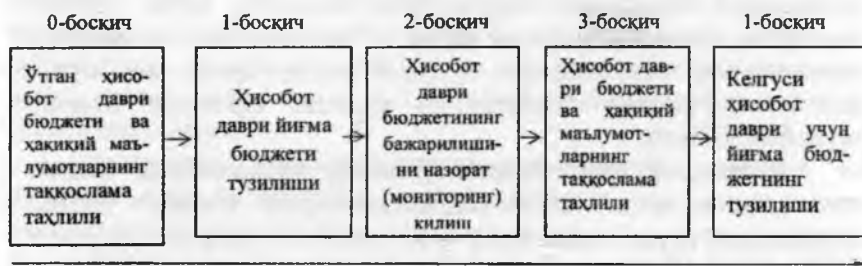 0-босқич 1-босқич 2-босқич 3-босқич 1-босқич
Ўтган ҳисо-
бот даври
бюджети ва
ҳақиқий маъ-
лумотларнинг
таққослама
таҳлили
Ҳисобот
даври йиғма
бюджети
тузилиши
Ҳисобот
даври
бюджетининг
бажарилиши-
ни назорат
(мониторинг)
килиш
Ҳисобот дав-
ри бюджети
ва ҳақиқий
маълумот-
ларнинг
таққослама
таҳлили
Келгуси
ҳисобот
даври учун
йиғма бюд-
жетнинг
тузилиши